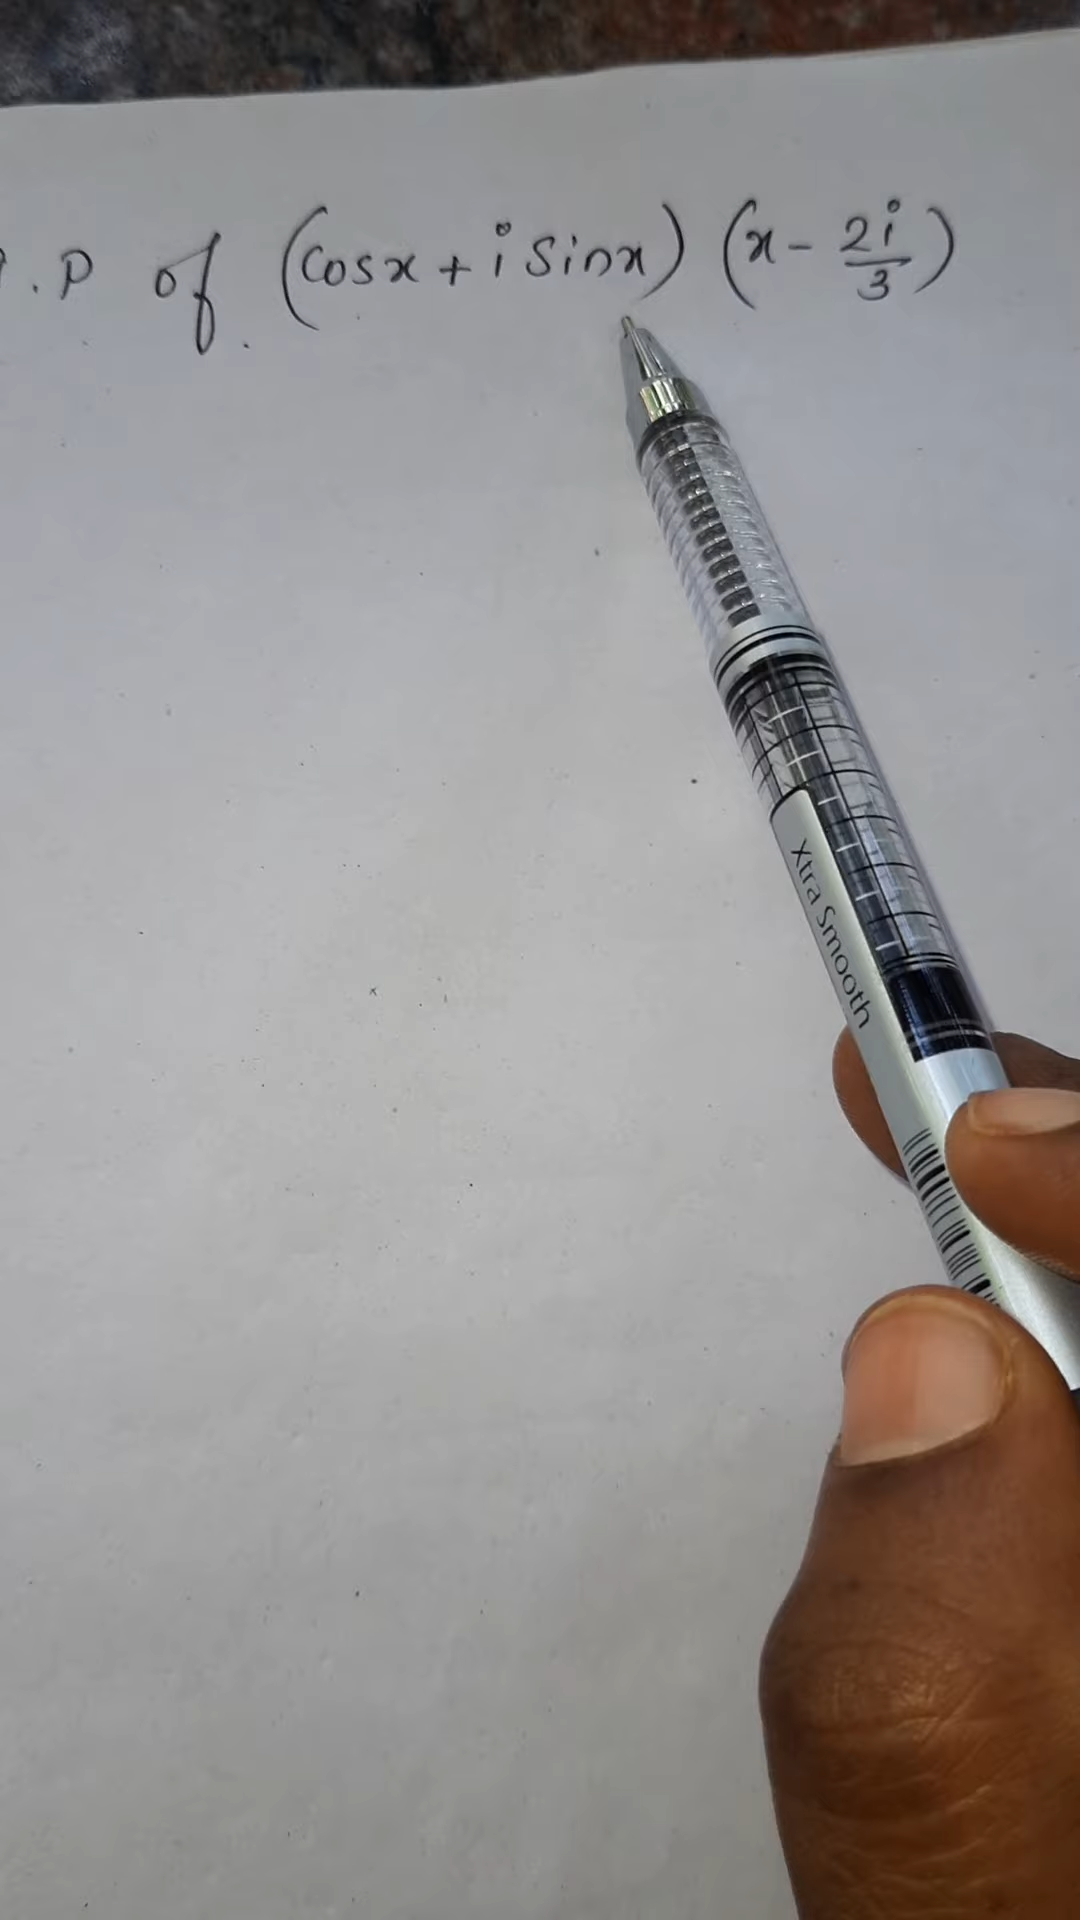 .P of (cosx + i sinx) (x - 2i/3)
Xtra Smooth